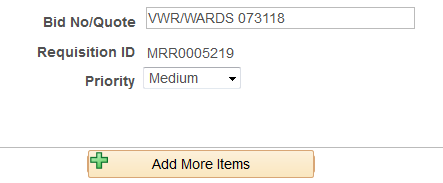 Bid No/Quote VWR/WARDS 073118
Requisition ID MRR0005219
Priority Medium
Add More Items